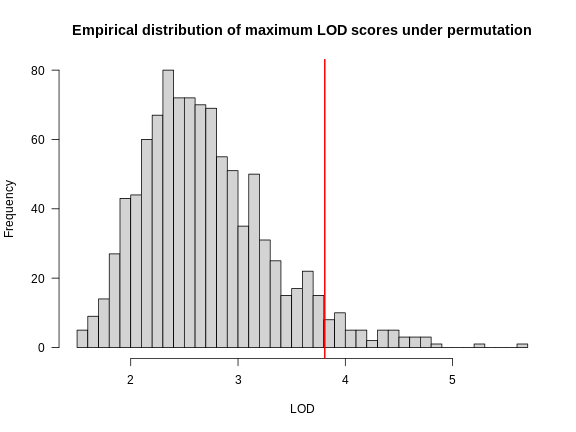 Empirical distribution of maximum LOD scores under permutation
Frequency
80
60
40
20
0
2 3 4 5
LOD